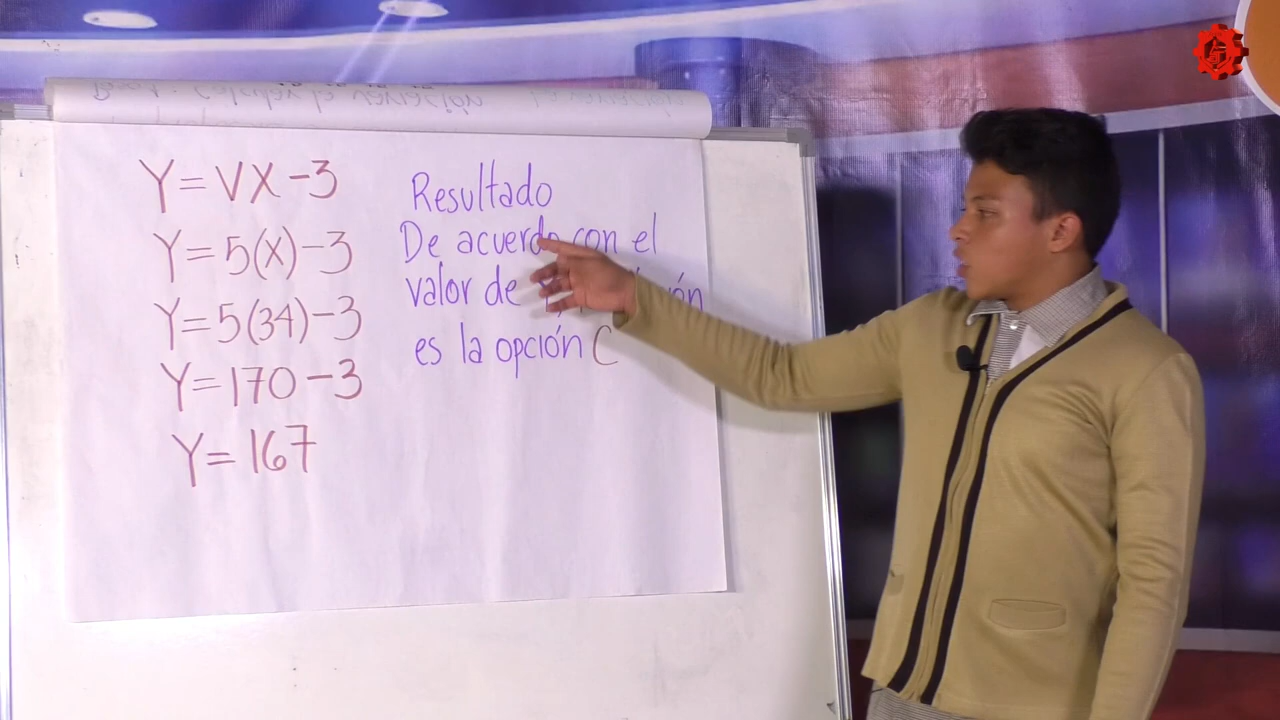 Y=VX-3
Y=5(X)-3
Y=5(34)-3
Y=170-3
Y=167
Resultado
De acuerdo con el
valor de
es la opción C